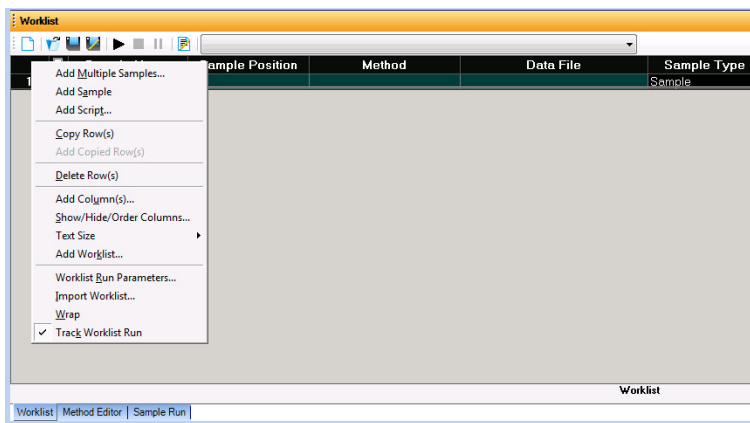 Worklist
Sample Position Method Data File Sample Type
1 Sample
Add Multiple Samples...
Add Sample
Add Script...
Copy Row(s)
Add Copied Row(s)
Delete Row(s)
Add Column(s)...
Show/Hide/Order Columns...
Text Size
Add Worklist...
Worklist Run Parameters...
Import Worklist...
Wrap
Track Worklist Run
Worklist
Worklist Method Editor Sample Run